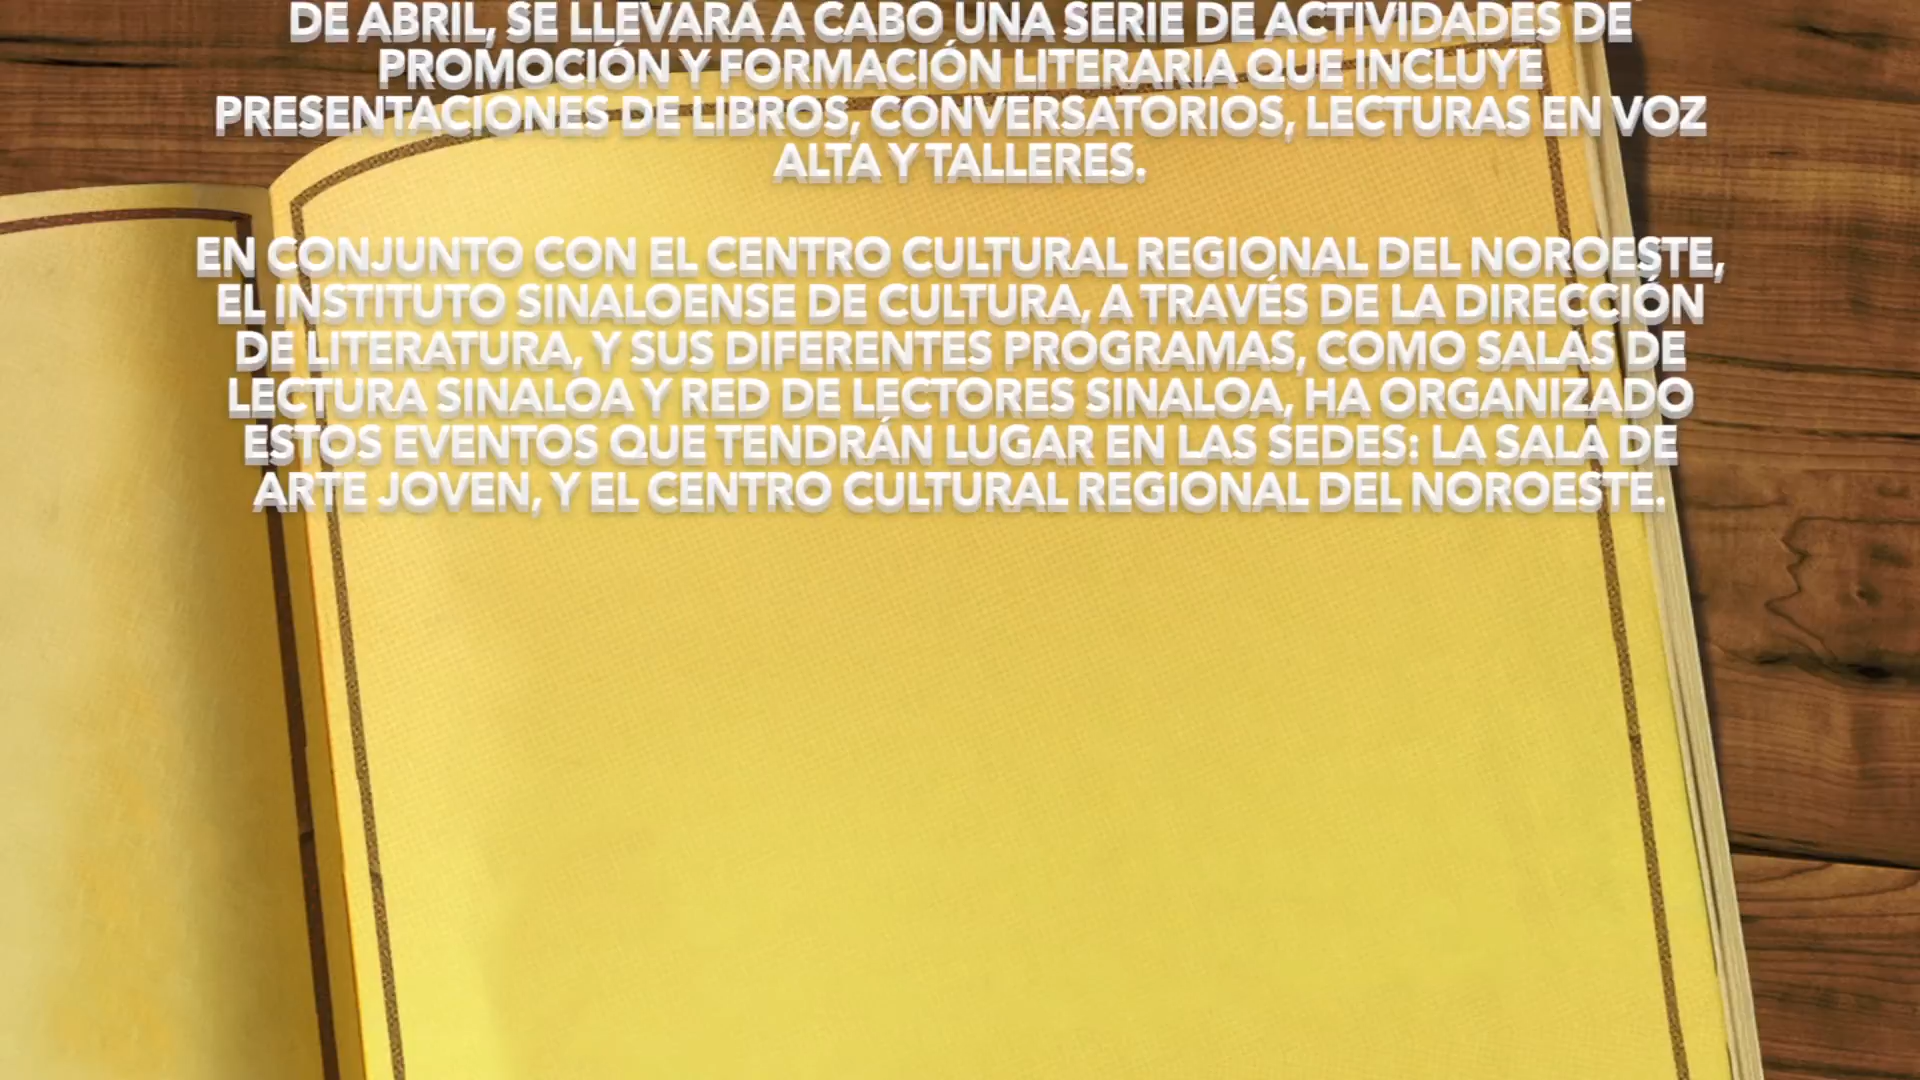 DE ABRIL, SE LLEVARÁ A CABO UNA SERIE DE ACTIVIDADES DE
PROMOCIÓN Y FORMACIÓN LITERARIA QUE INCLUYE
PRESENTACIONES DE LIBROS, CONVERSATORIOS, LECTURAS EN VOZ
ALTA Y TALLERES.
EN CONJUNTO CON EL CENTRO CULTURAL REGIONAL DEL NOROESTE,
EL INSTITUTO SINALOENSE DE CULTURA, A TRAVÉS DE LA DIRECCIÓN
DE LITERATURA, Y SUS DIFERENTES PROGRAMAS, COMO SALAS DE
LECTURA SINALOA Y RED DE LECTORES SINALOA, HA ORGANIZADO
ESTOS EVENTOS QUE TENDRÁN LUGAR EN LAS SEDES: LA SALA DE
ARTE JOVEN, Y EL CENTRO CULTURAL REGIONAL DEL NOROESTE.